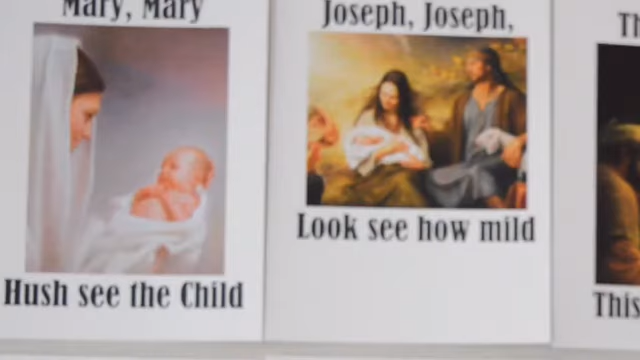 Mary, Mary
Hush see the Child
Joseph, Joseph,
Look see how mild
This